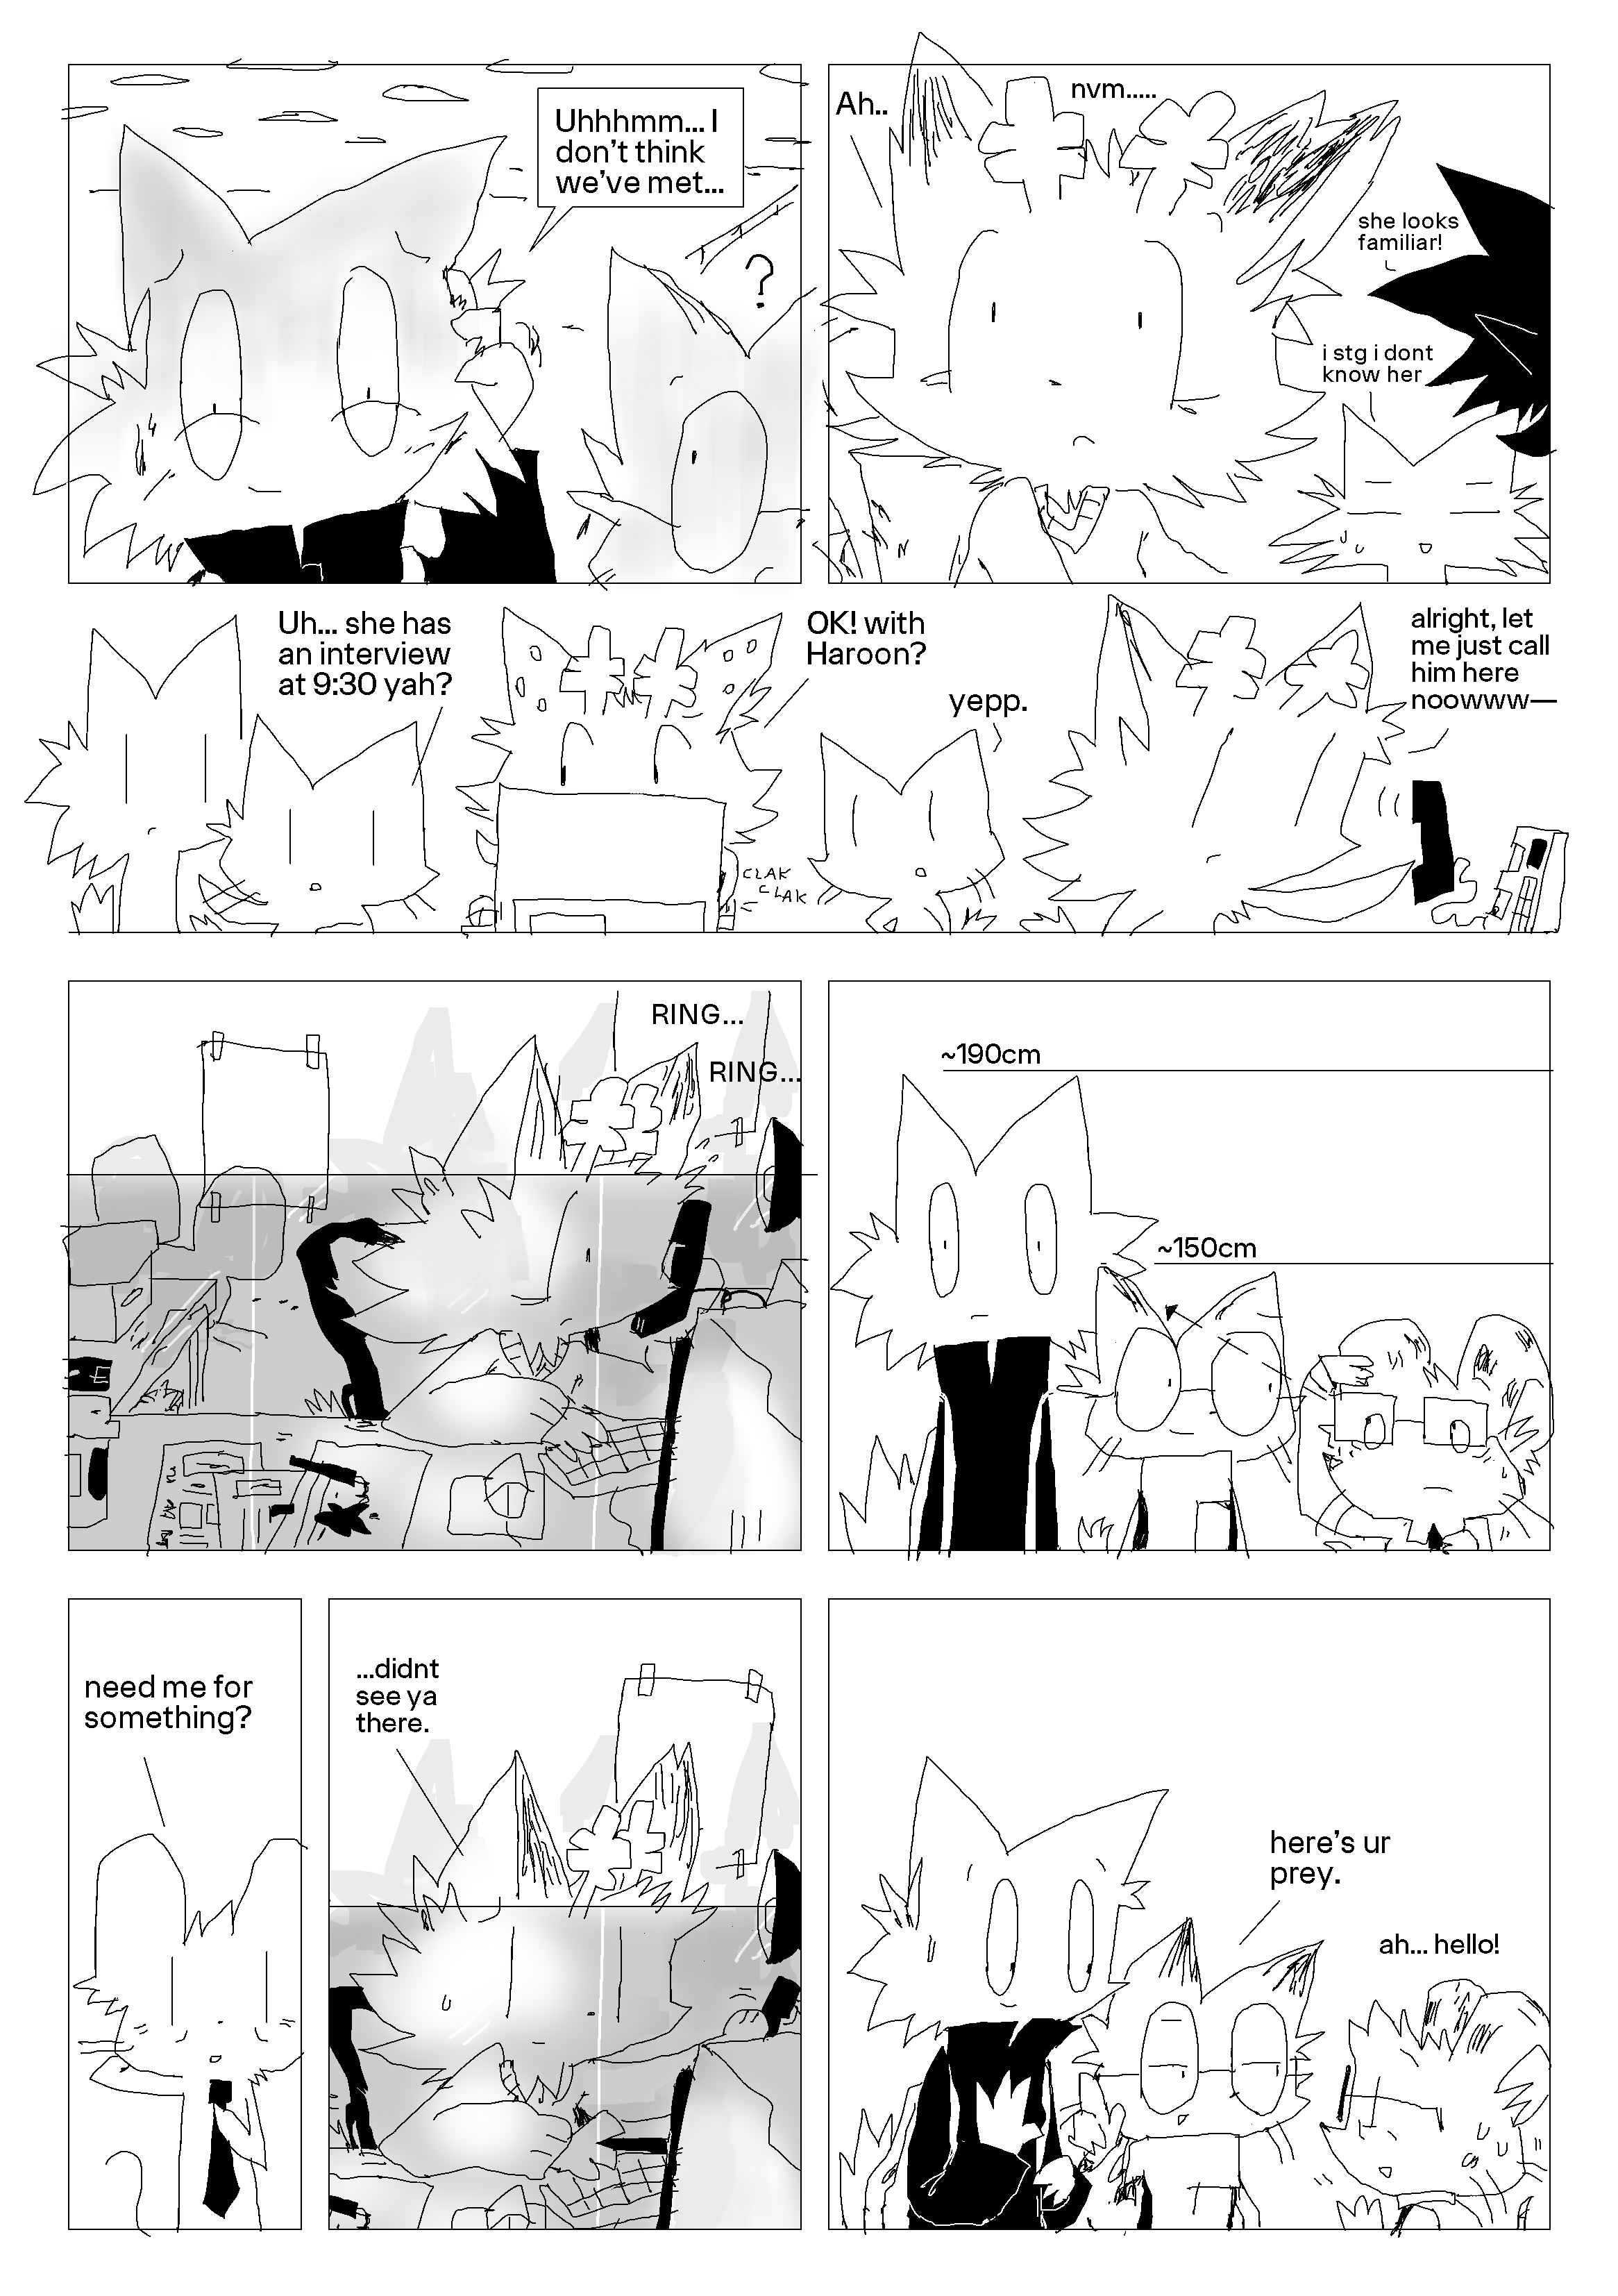 Uhhhmm... I
don't think
we've met...
?
Ah..
nvm.....
she looks
familiar!
i stg i dont
know her
Uh... she has
an interview
at 9:30 yah?
OK! with
Haroon?
CLAK
CLAK
yepp.
alright, let
me just call
him here
noowww—
RING...
RING...
~190cm
~150cm
need me for
something?
...didnt
see ya
there.
here's ur
prey.
ah... hello!